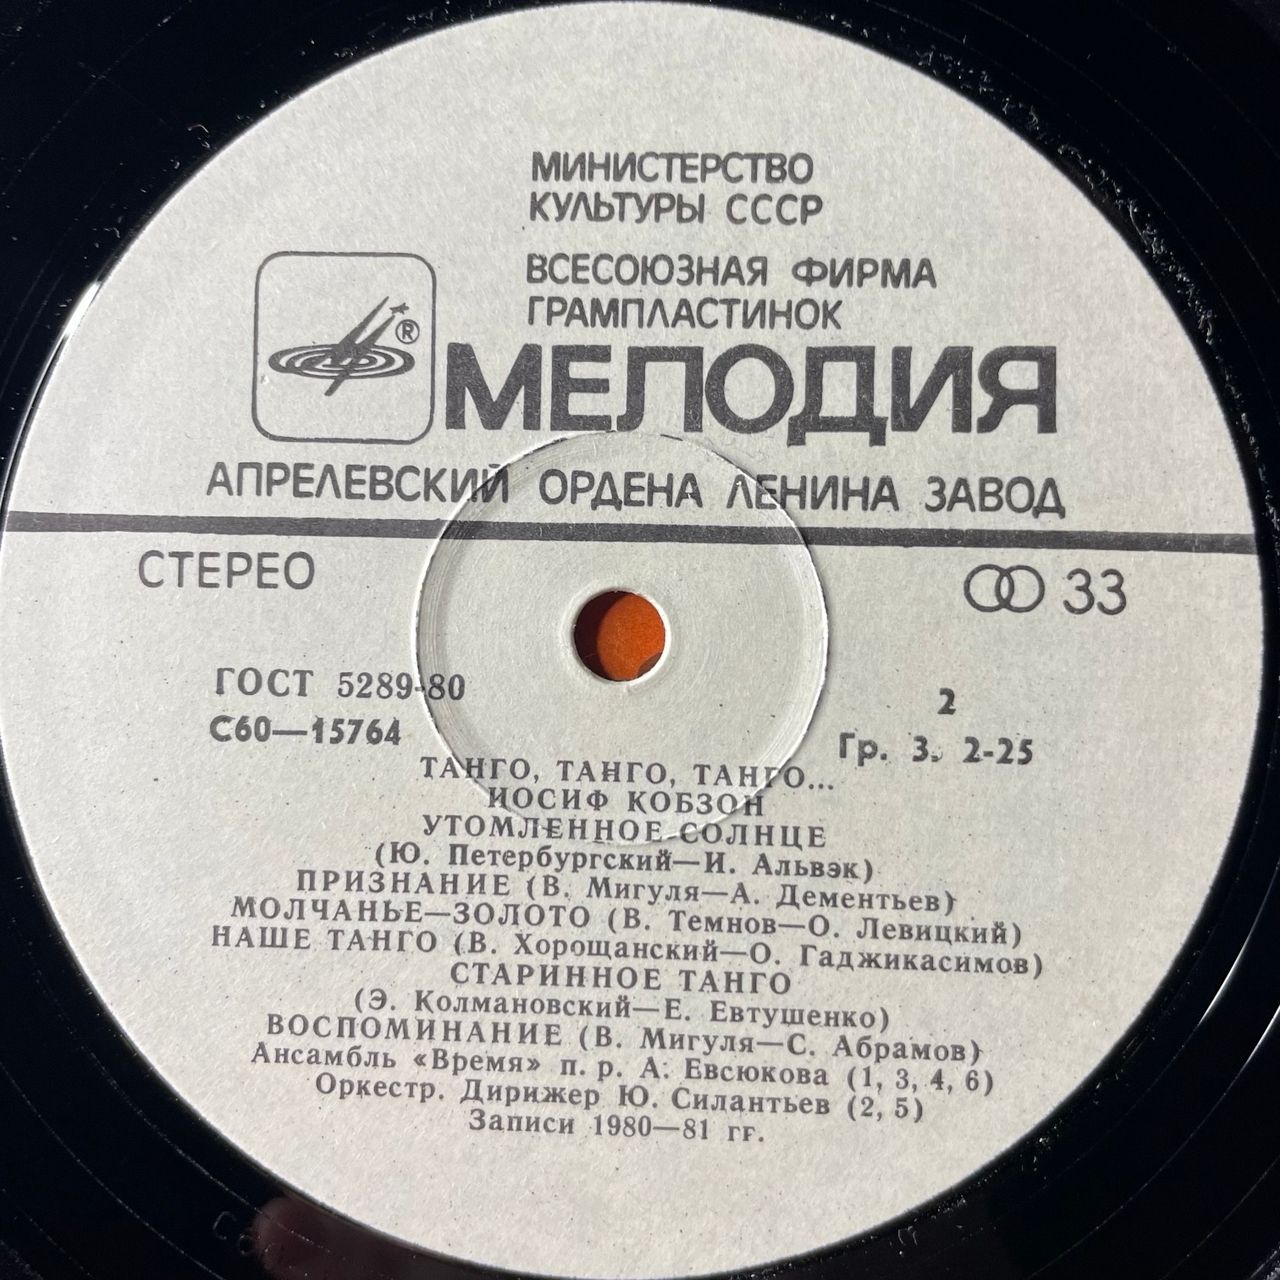 МИНИСТЕРСТВО
КУЛЬТУРЫ СССР
ВСЕСОЮЗНАЯ ФИРМА
ГРАМПЛАСТИНОК
®
МЕЛОДИЯ
АПРЕЛЕВСКИЙ ОРДЕНА ЛЕНИНА ЗАВОД
СТЕРЕО
33
ГОСТ 5289-80
2
С60—15764
Гр. 3. 2-25
ТАНГО, ТАНГО, ТАНГО...
ИОСИФ КОБЗОН
УТОМЛЕННОЕ СОЛНЦЕ
(Ю. Петербургский—И. Альвэк)
ПРИЗНАНИЕ (В. Мигуля—А. Дементьев)
МОЛЧАНЬЕ—ЗОЛОТО (В. Темнов—О. Левицкий)
НАШЕ ТАНГО (В. Хорощанский—О. Гаджикасимов)
СТАРИННОЕ ТАНГО
(Э. Колмановский—Е. Евтушенко)
ВОСПОМИНАНИЕ (В. Мигуля—С. Абрамов)
Ансамбль «Время» п. р. А. Евсюкова (1, 3, 4, 6)
Оркестр. Дирижер Ю. Силантьев (2, 5)
Записи 1980—81 гг.